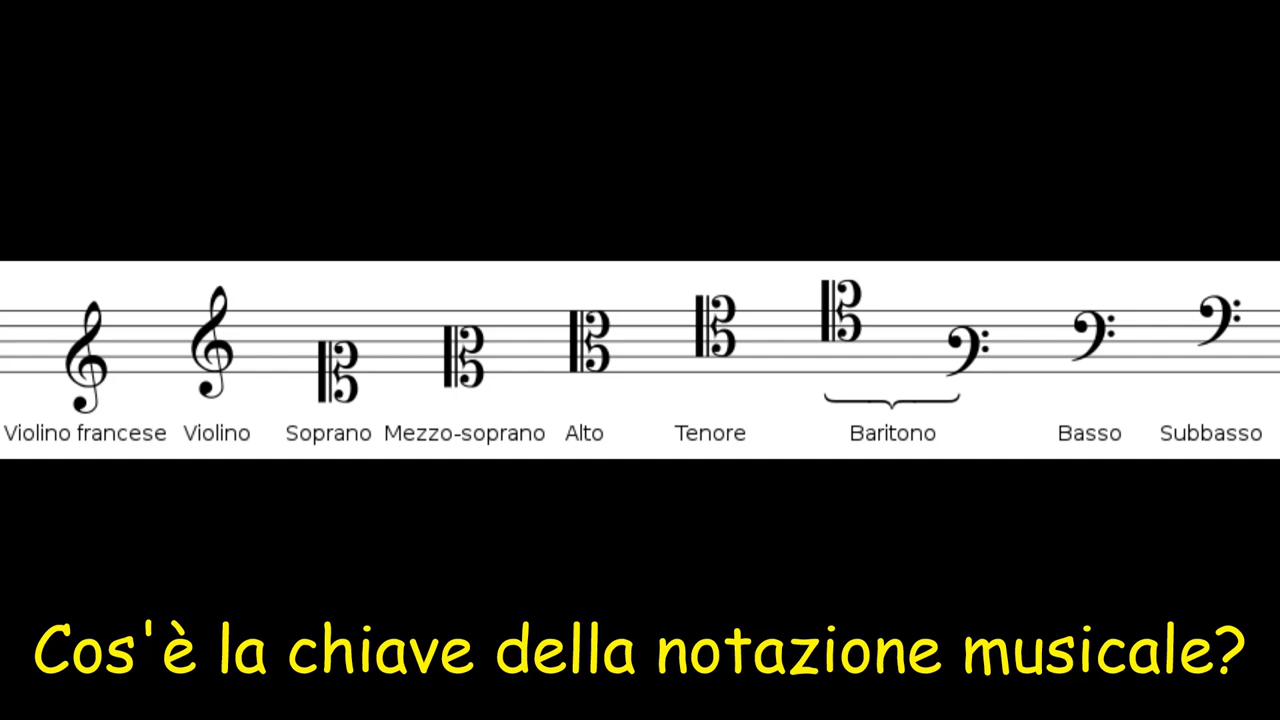 Violino francese Violino Soprano Mezzo-soprano Alto Tenore Baritono Basso Subbasso
Cos'è la chiave della notazione musicale?